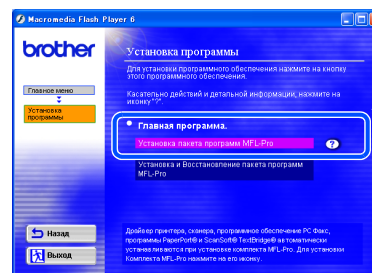 Macromedia Flash Player 6
brother
Установка программы
Для установки программного обеспечения нажмите на кнопку
этого программного обеспечения.
Касательно действий и детальной информации, нажмите на
иконку"?".
Главное меню
Установка
программы
Главная программа.
Установка пакета программ MFL-Pro
?
Установка и Восстановление пакета программ
MFL-Pro
Назад
Выход
Драйвер принтера, сканера, программное обеспечение PC Факс,
программы PaperPort® и ScanSoft® TextBridge® автоматически
устанавливаются при установке комплекта MFL-Pro. Для установки
Комплекта MFL-Pro нажмите на его иконку.